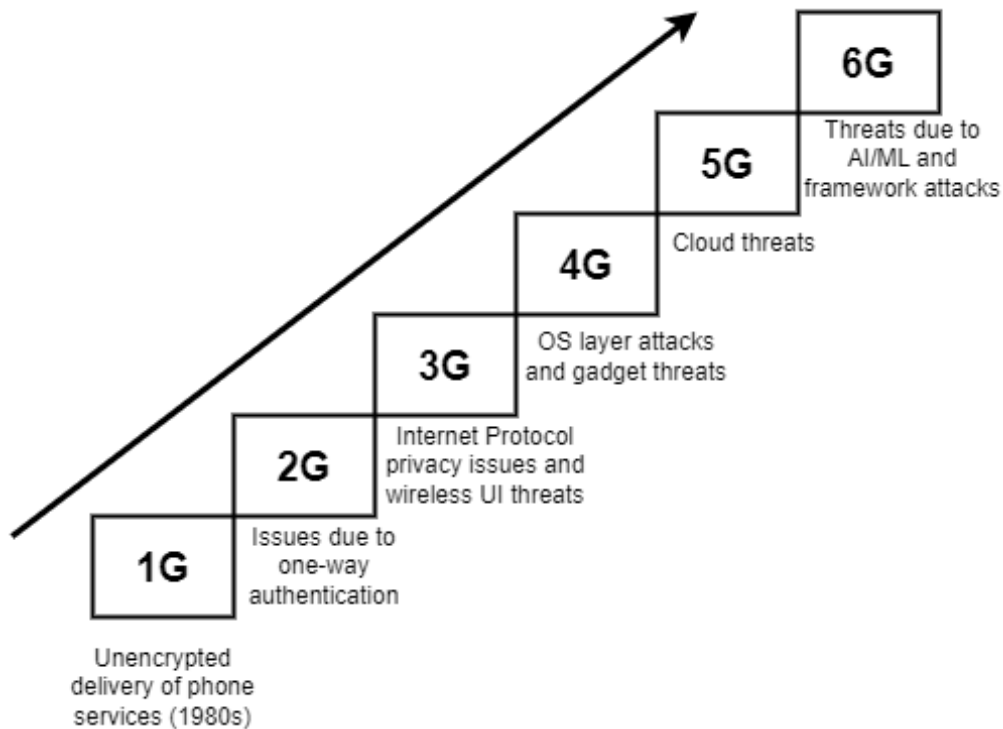 6G
Threats due to
AI/ML and
framework attacks
5G
Cloud threats
4G
OS layer attacks
and gadget threats
3G
Internet Protocol
privacy issues and
wireless UI threats
2G
Issues due to
one-way
authentication
1G
Unencrypted
delivery of phone
services (1980s)